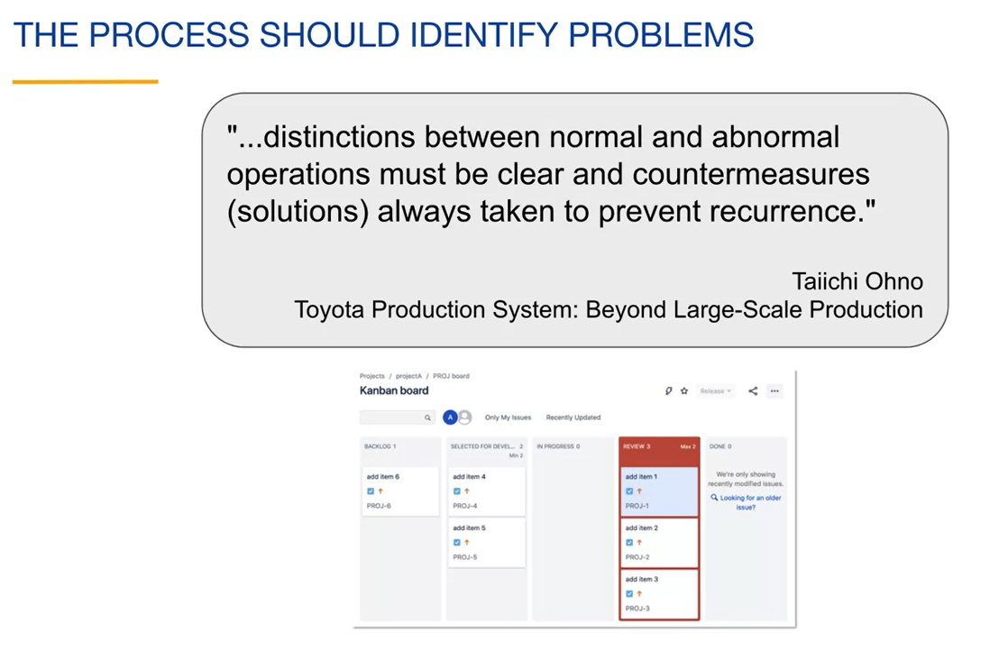 THE PROCESS SHOULD IDENTIFY PROBLEMS
"...distinctions between normal and abnormal
operations must be clear and countermeasures
(solutions) always taken to prevent recurrence."
Taiichi Ohno
Toyota Production System: Beyond Large-Scale Production
Projects / projectA / PROJ board
Kanban board
Release
A
Only My Issues
Recently Updated
BACKLOG 1
add item 6
PROJ-6
SELECTED FOR DEVEL... 2
Min 2
add item 4
PROJ-4
add item 5
PROJ-5
IN PROGRESS 0
REVIEW 3 Max 2
add item 1
PROJ-1
add item 2
PROJ-2
add item 3
PROJ-3
DONE 0
We're only showing
recently modified issues.
Looking for an older
issue?